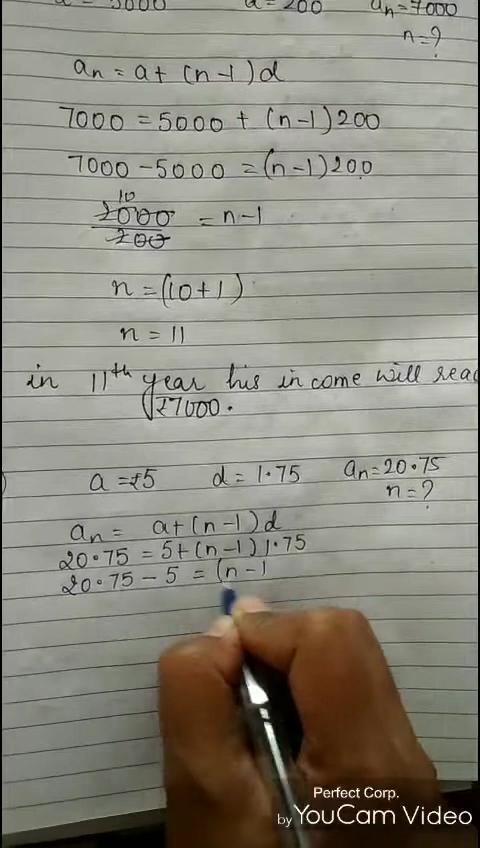 a = 5000 d = 200 an = 7000
n = ?
an = a + (n-1)d
7000 = 5000 + (n-1)200
7000 - 5000 = (n-1)200
10
2000/200 = n-1
n = (10+1)
n = 11
in 11th year his income will reac
₹7000.
) a = ₹5 d = 1.75 an = 20.75
n = ?
an = a+(n-1)d
20.75 = 5+(n-1)1.75
20.75 - 5 = (n-1
Perfect Corp.
by YouCam Video